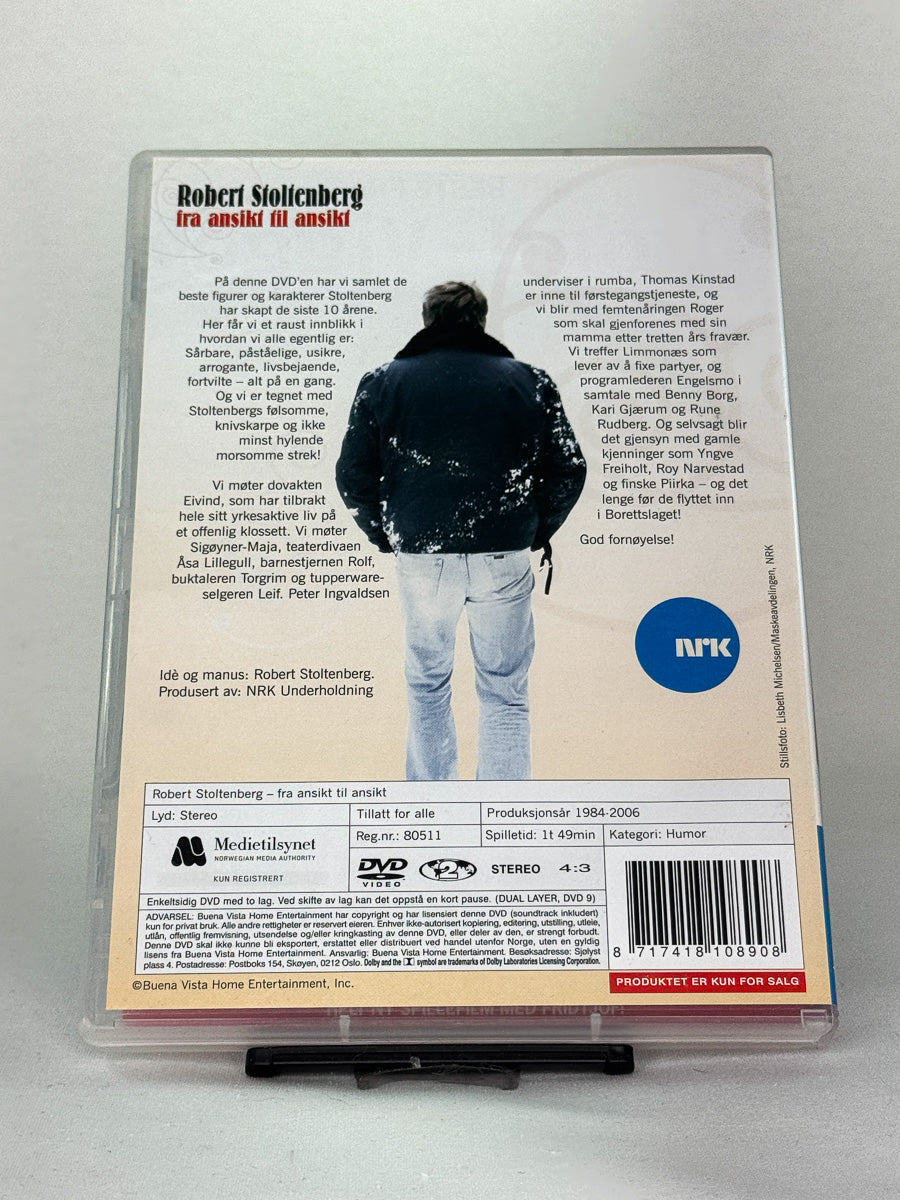 Robert Stoltenberg
fra ansikt til ansikt
På denne DVD'en har vi samlet de
beste figurer og karakterer Stoltenberg
har skapt de siste 10 årene.
Her får vi et raust innblikk i
hvordan vi alle egentlig er:
Sårbare, påståelige, usikre,
arrogante, livsbejaende,
fortvilte – alt på en gang.
Og vi er tegnet med
Stoltenbergs følsomme,
knivskarpe og ikke
minst hylende
morsomme strek!
Vi møter dovakten
Eivind, som har tilbrakt
hele sitt yrkesaktive liv på
et offenlig klossett. Vi møter
Sigøyner-Maja, teaterdivaen
Åsa Lillegull, barnestjernen Rolf,
buktaleren Torgrim og tupperware-
selgeren Leif. Peter Ingvaldsen
underviser i rumba, Thomas Kinstad
er inne til førstegangstjeneste, og
vi blir med femtenåringen Roger
som skal gjenforenes med sin
mamma etter tretten års fravær.
Vi treffer Limmonæs som
lever av å fixe partyer, og
programlederen Engelsmo i
samtale med Benny Borg,
Kari Gjærum og Rune
Rudberg. Og selvsagt blir
det gjensyn med gamle
kjenninger som Yngve
Freiholt, Roy Narvestad
og finske Piirka – og det
lenge før de flyttet inn
i Borettslaget!
God fornøyelse!
nrk
Stillsfoto: Lisbeth Michelsen/Maskeavdelingen, NRK
Idè og manus: Robert Stoltenberg.
Produsert av: NRK Underholdning
Robert Stoltenberg – fra ansikt til ansikt
Lyd: Stereo
Tillatt for alle
Produksjonsår 1984-2006
Reg.nr.: 80511
Spilletid: 1t 49min
Kategori: Humor
Medietilsynet
NORWEGIAN MEDIA AUTHORITY
KUN REGISTRERT
DVD
VIDEO
2
STEREO
4:3
Enkeltsidig DVD med to lag. Ved skifte av lag kan det oppstå en kort pause. (DUAL LAYER, DVD 9)
ADVARSEL: Buena Vista Home Entertainment har copyright og har lisensiert denne DVD (soundtrack inkludert)
kun for privat bruk. Alle andre rettigheter er reservert eieren. Enhver ikke-autorisert kopiering, editering, utstilling, utleie,
utlån, offentlig fremvisning, utsendelse og/eller kringkasting av denne DVD, eller deler av den, er strengt forbudt.
Denne DVD skal ikke kunne bli eksportert, erstattet eller distribuert ved handel utenfor Norge, uten en gyldig
lisens fra Buena Vista Home Entertainment. Ansvarlig: Buena Vista Home Entertainment. Besøksadresse: Sjølyst
plass 4. Postadresse: Postboks 154, Skøyen, 0212 Oslo. Dolby and the symbol are trademarks of Dolby Laboratories Licensing Corporation.
8 717418 108908
©Buena Vista Home Entertainment, Inc.
PRODUKTET ER KUN FOR SALG